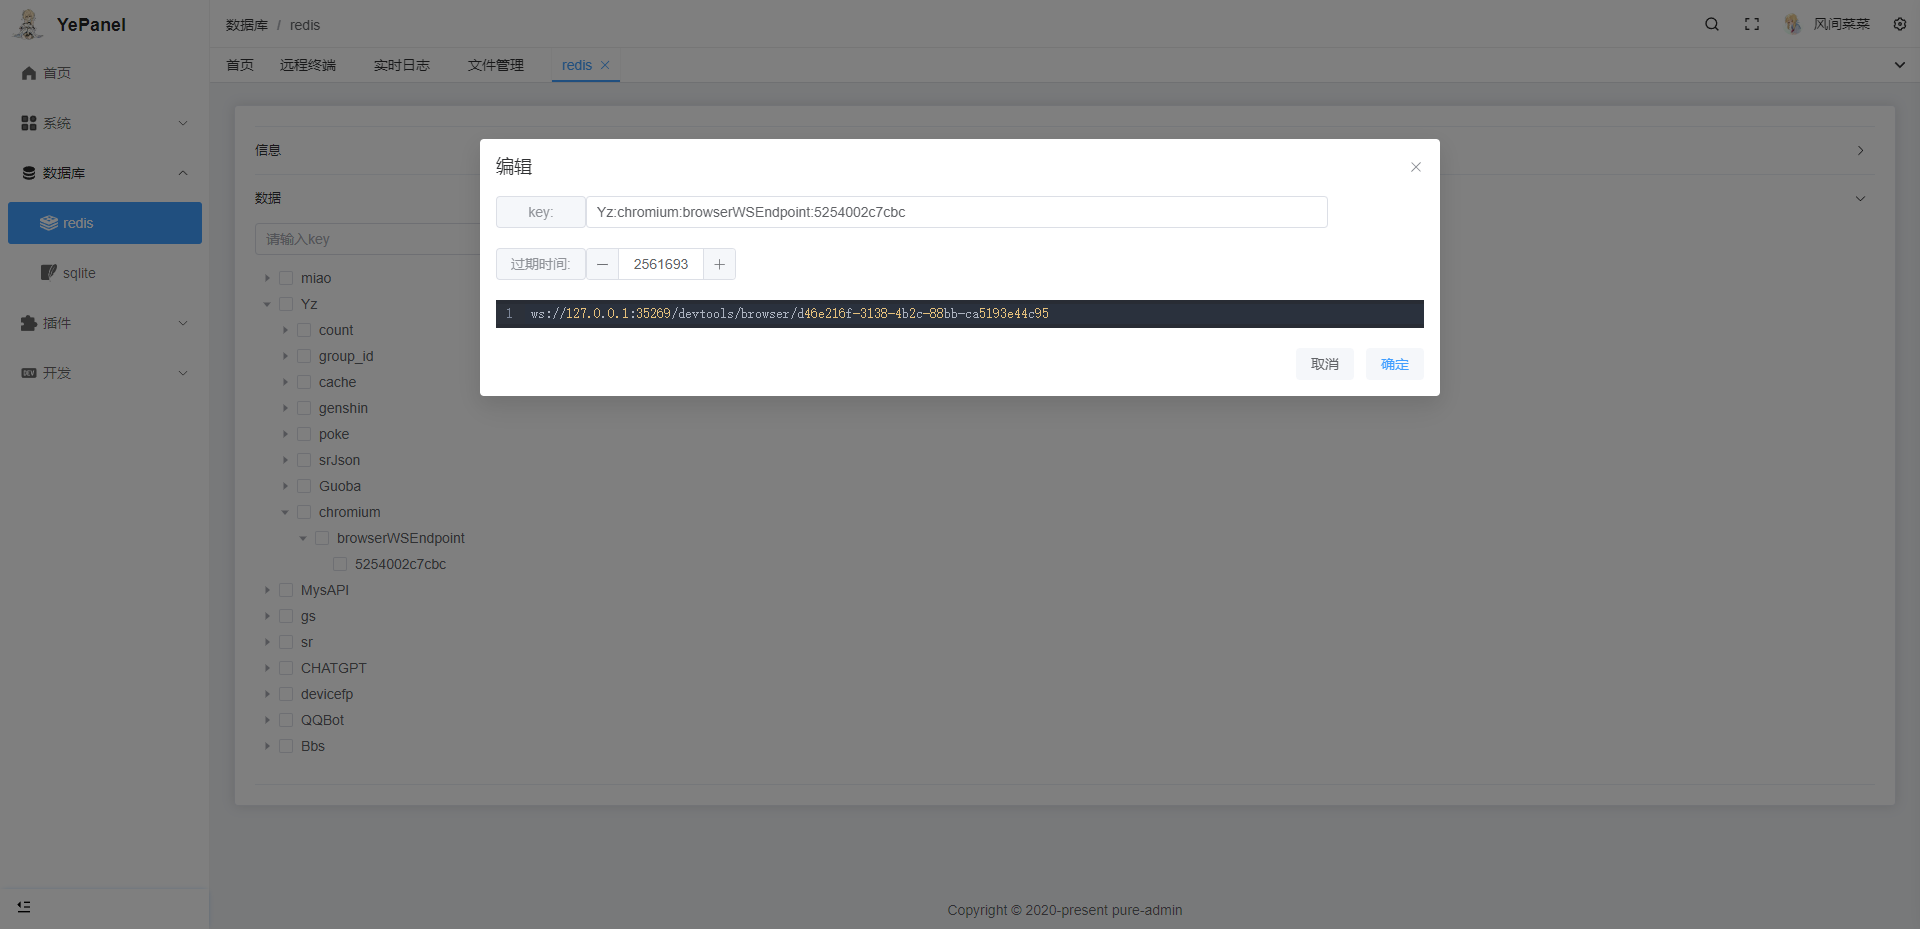 YePanel
数据库 / redis
风间菜菜
首页
远程终端
实时日志
文件管理
redis
首页
系统
数据库
redis
sqlite
插件
DEV 开发
信息
数据
请输入key
miao
Yz
count
group_id
cache
genshin
poke
srJson
Guoba
chromium
browserWSEndpoint
5254002c7cbc
MysAPI
gs
sr
CHATGPT
devicefp
QQBot
Bbs
编辑
key: Yz:chromium:browserWSEndpoint:5254002c7cbc
过期时间: 2561693
1 ws://127.0.0.1:35269/devtools/browser/d46e216f-3138-4b2c-88bb-ca5193e44c95
取消 确定
Copyright © 2020-present pure-admin